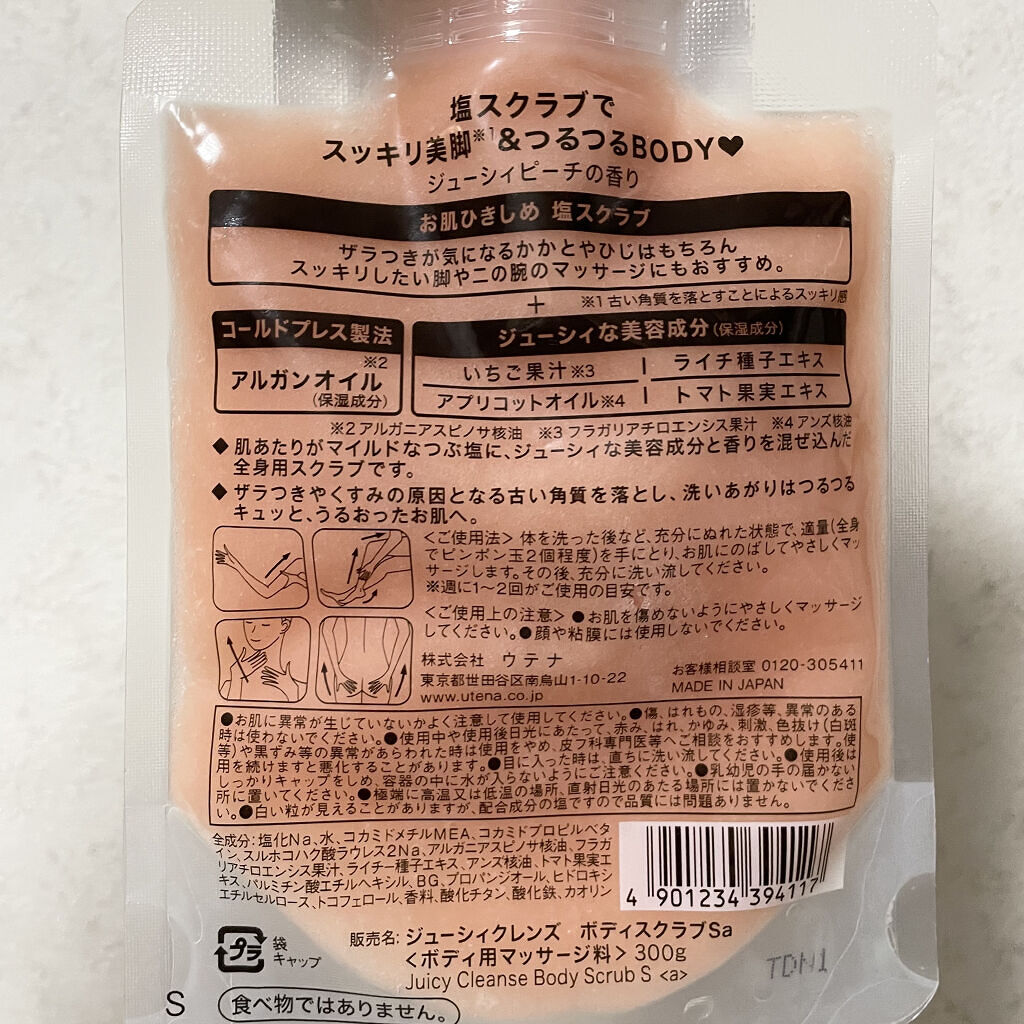 塩スクラブで
スッキリ美脚※1&つるつるBODY♥
ジューシィピーチの香り
お肌ひきしめ 塩スクラブ
ザラつきが気になるかかとやひじはもちろん
スッキリしたい脚や二の腕のマッサージにもおすすめ。
+
※1 古い角質を落とすことによるスッキリ感
コールドプレス製法
※2
アルガンオイル
(保湿成分)
ジューシィな美容成分(保湿成分)
いちご果汁※3 ライチ種子エキス
アプリコットオイル※4 トマト果実エキス
※2 アルガニアスピノサ核油 ※3 フラガリアチロエンシス果汁 ※4 アンズ核油
◆ 肌あたりがマイルドなつぶ塩に、ジューシィな美容成分と香りを混ぜ込んだ
全身用スクラブです。
◆ ザラつきやくすみの原因となる古い角質を落とし、洗いあがりはつるつる
キュッと、うるおったお肌へ。
<ご使用法> 体を洗った後など、充分にぬれた状態で、適量(全身
でピンポン玉2個程度)を手にとり、お肌にのばしてやさしくマッ
サージします。その後、充分に洗い流してください。
※週に1〜2回がご使用の目安です。
<ご使用上の注意> ●お肌を傷めないようにやさしくマッサージ
してください。●顔や粘膜には使用しないでください。
株式会社 ウテナ
東京都世田谷区南烏山1-10-22
www.utena.co.jp
お客様相談室 0120-305411
MADE IN JAPAN
●お肌に異常が生じていないかよく注意して使用してください。●傷、はれもの、湿疹等、異常のある
時は使わないでください。●使用中や使用後日光にあたって、赤み、はれ、かゆみ、刺激、色抜け(白斑
等)や黒ずみ等の異常があらわれた時は使用をやめ、皮フ科専門医等へご相談をおすすめします。使
用を続けますと悪化することがあります。●目に入った時は、直ちに洗い流してください。●使用後は
しっかりキャップをしめ、容器の中に水が入らないようにご注意ください。●乳幼児の手の届かない
所に置いてください。●極端に高温又は低温の場所、直射日光のあたる場所には置かないでくださ
い。●白い粒が見えることがありますが、配合成分の塩ですので品質には問題ありません。
全成分: 塩化Na、水、コカミドメチルMEA、コカミドプロピルベタ
イン、スルホコハク酸ラウレス2Na、アルガニアスピノサ核油、フラガ
リアチロエンシス果汁、ライチー種子エキス、アンズ核油、トマト果実エ
キス、パルミチン酸エチルヘキシル、BG、プロパンジオール、ヒドロキシ
エチルセルロース、トコフェロール、香料、酸化チタン、酸化鉄、カオリン
4 901234 394117
プラ
袋
キャップ
販売名: ジューシィクレンズ ボディスクラブSa
<ボディ用マッサージ料> 300g
Juicy Cleanse Body Scrub S <a>
TDN1
S
食べ物ではありません。